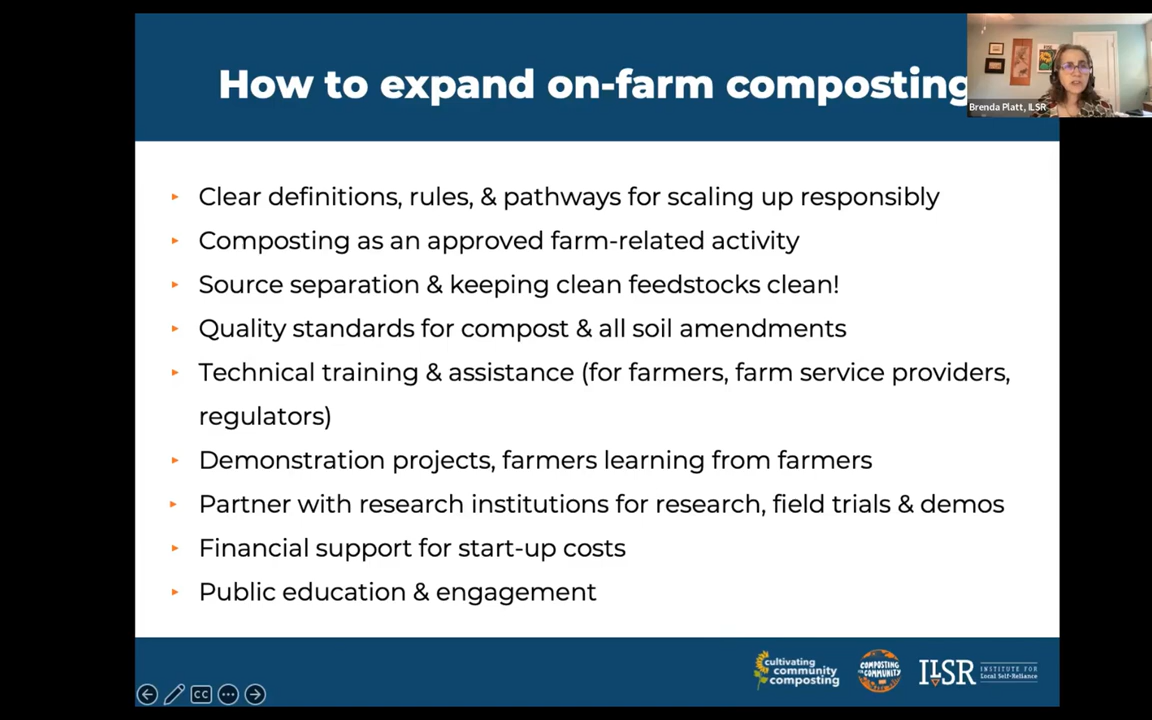 How to expand on-farm composting
Brenda Platt, ILSR
Clear definitions, rules, & pathways for scaling up responsibly
Composting as an approved farm-related activity
Source separation & keeping clean feedstocks clean!
Quality standards for compost & all soil amendments
Technical training & assistance (for farmers, farm service providers,
regulators)
Demonstration projects, farmers learning from farmers
Partner with research institutions for research, field trials & demos
Financial support for start-up costs
Public education & engagement
CC
cultivating
community
composting
COMPOSTING
FOR COMMUNITY
ILSR
INSTITUTE FOR
Local Self-Reliance